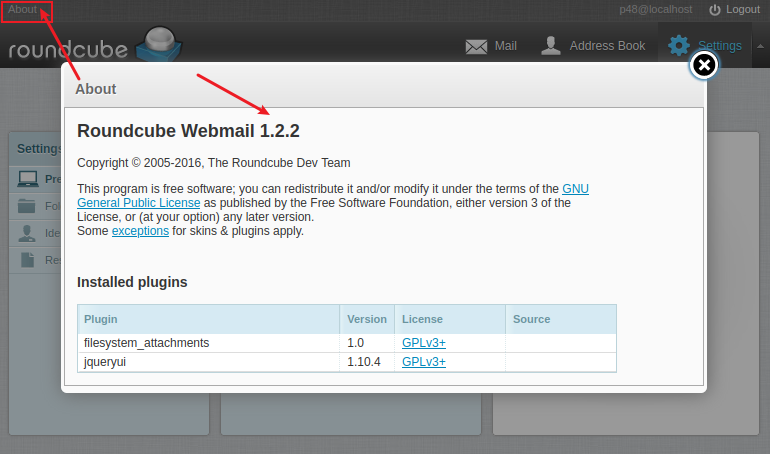 About
p48@localhost
Logout
roundcube
Mail
Address Book
Settings
About
Roundcube Webmail 1.2.2
Copyright © 2005-2016, The Roundcube Dev Team
This program is free software; you can redistribute it and/or modify it under the terms of the GNU
General Public License as published by the Free Software Foundation, either version 3 of the
License, or (at your option) any later version.
Some exceptions for skins & plugins apply.
Installed plugins
Plugin Version License Source
filesystem_attachments 1.0 GPLv3+
jqueryui 1.10.4 GPLv3+
Settings
Pre
Fol
Ide
Res